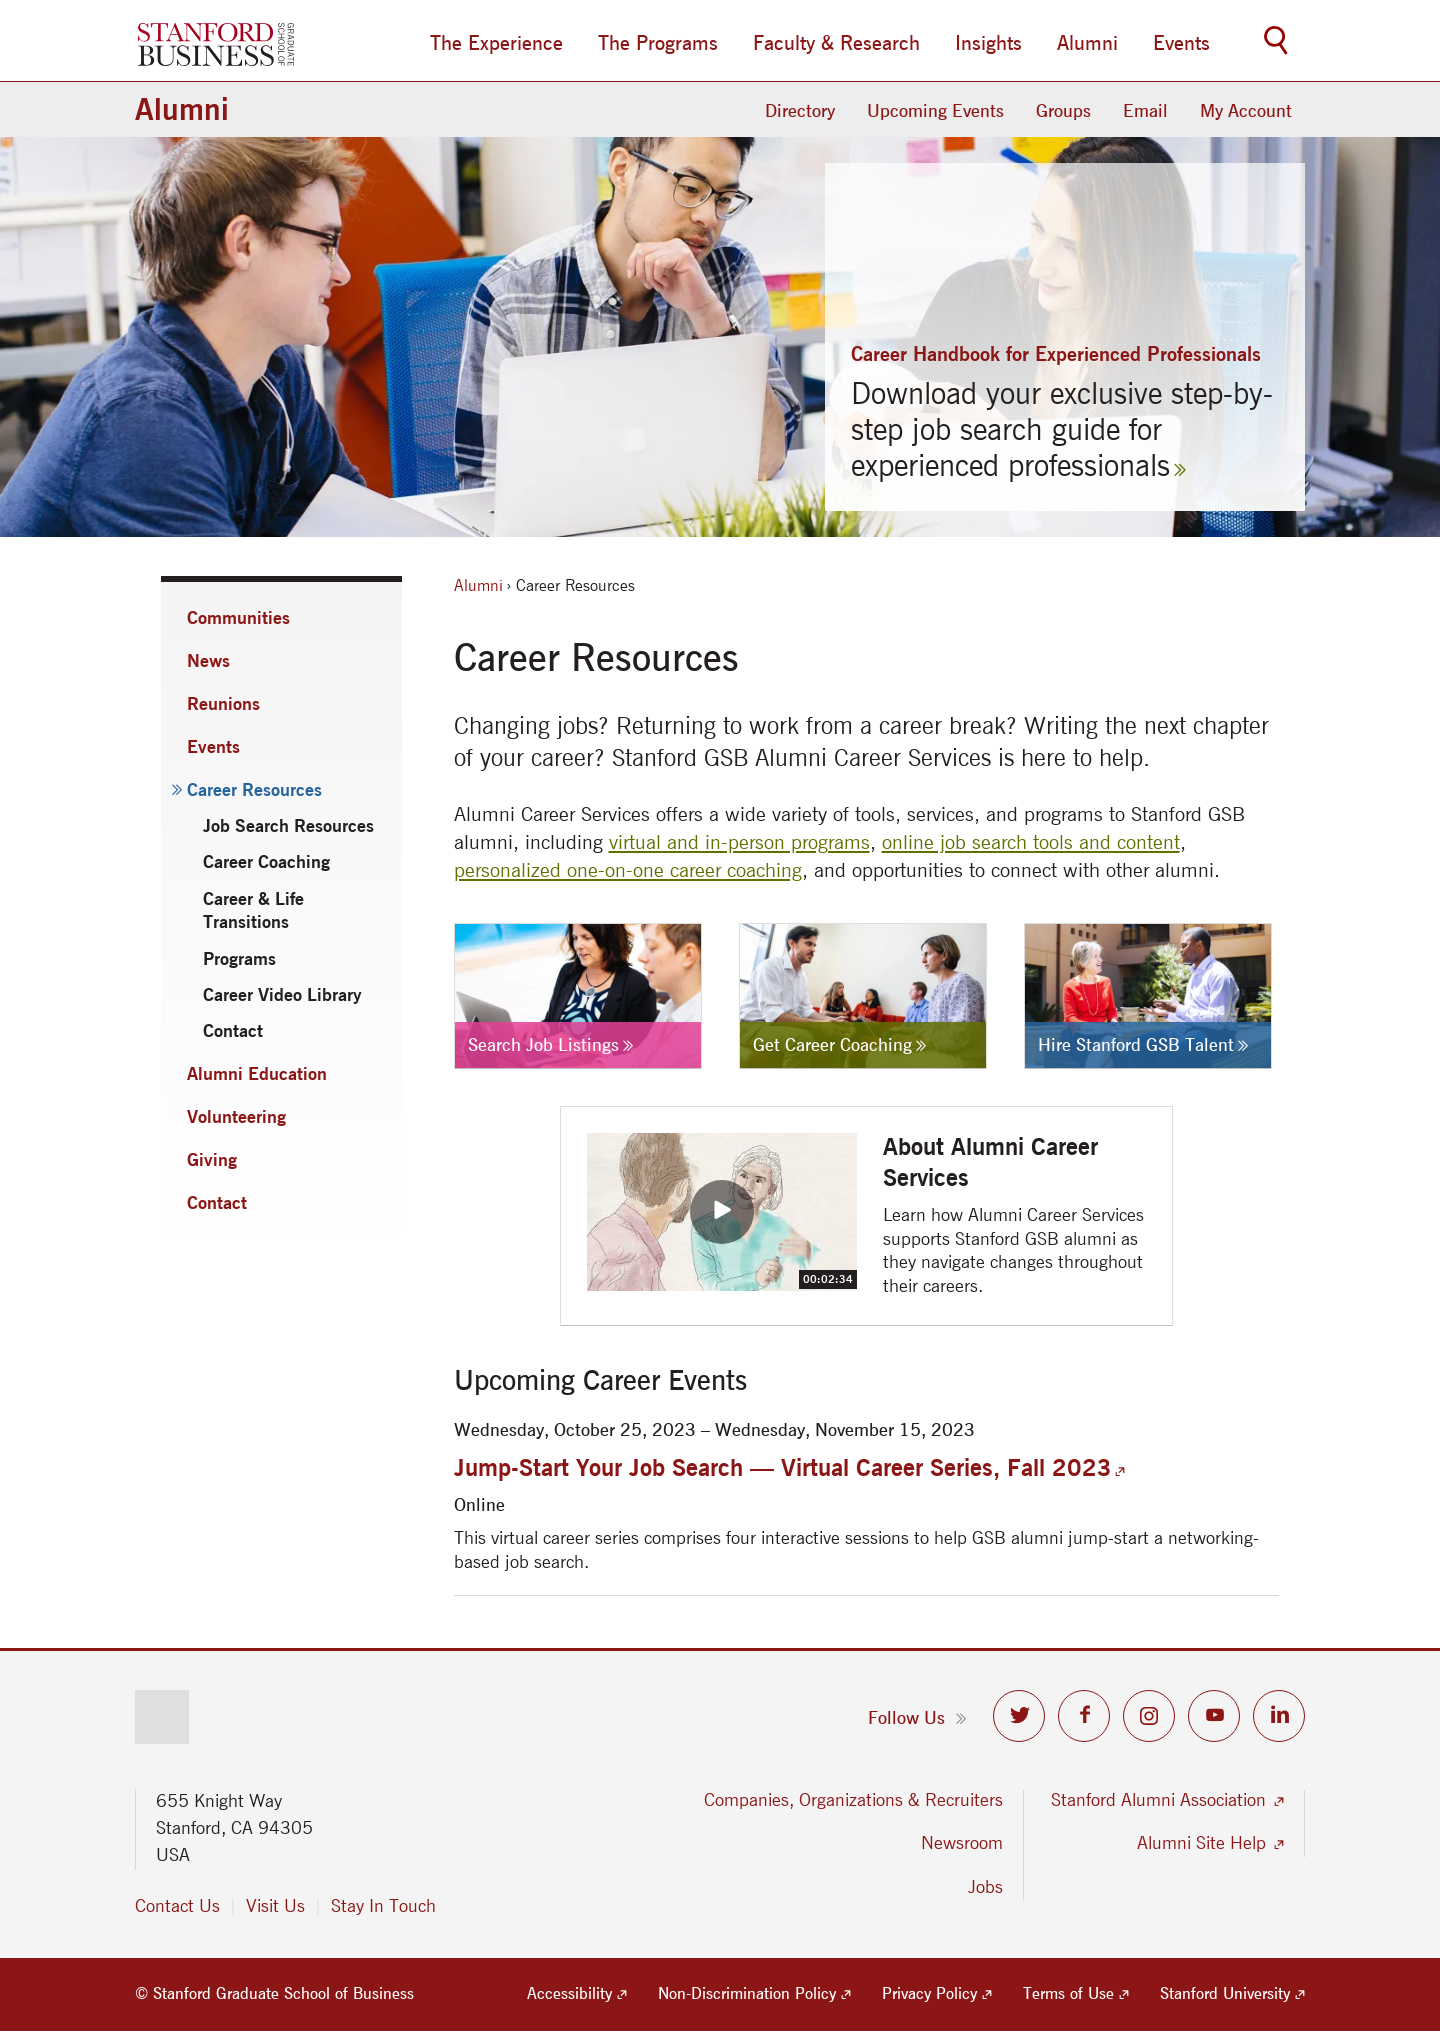 STANFORD
BUSINESS
GRADUATE
SCHOOL OF
The Experience
The Programs
Faculty & Research
Insights
Alumni
Events
Alumni
Directory
Upcoming Events
Groups
Email
My Account
Career Handbook for Experienced Professionals
Download your exclusive step-by-
step job search guide for
experienced professionals »
Communities
News
Reunions
Events
» Career Resources
Job Search Resources
Career Coaching
Career & Life
Transitions
Programs
Career Video Library
Contact
Alumni Education
Volunteering
Giving
Contact
Alumni › Career Resources
Career Resources
Changing jobs? Returning to work from a career break? Writing the next chapter
of your career? Stanford GSB Alumni Career Services is here to help.
Alumni Career Services offers a wide variety of tools, services, and programs to Stanford GSB
alumni, including virtual and in-person programs, online job search tools and content,
personalized one-on-one career coaching, and opportunities to connect with other alumni.
Search Job Listings »
Get Career Coaching »
Hire Stanford GSB Talent »
00:02:34
About Alumni Career
Services
Learn how Alumni Career Services
supports Stanford GSB alumni as
they navigate changes throughout
their careers.
Upcoming Career Events
Wednesday, October 25, 2023 – Wednesday, November 15, 2023
Jump-Start Your Job Search — Virtual Career Series, Fall 2023
Online
This virtual career series comprises four interactive sessions to help GSB alumni jump-start a networking-
based job search.
Follow Us »
655 Knight Way
Stanford, CA 94305
USA
Contact Us | Visit Us | Stay In Touch
Companies, Organizations & Recruiters
Newsroom
Jobs
Stanford Alumni Association
Alumni Site Help
© Stanford Graduate School of Business
Accessibility
Non-Discrimination Policy
Privacy Policy
Terms of Use
Stanford University